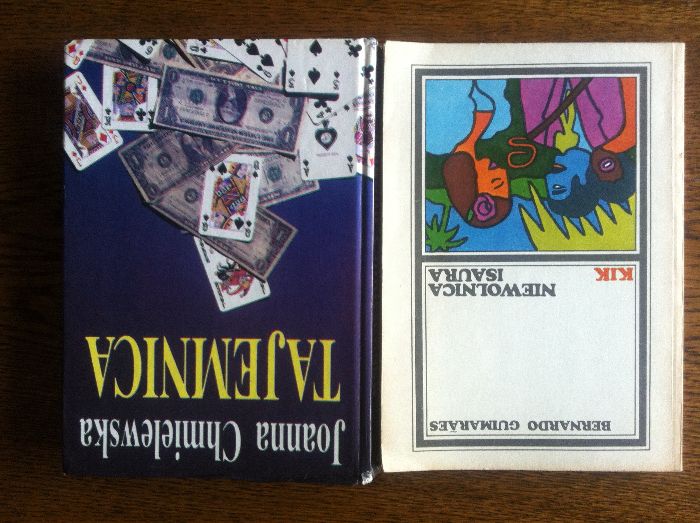 Joanna Chmielewska
TAJEMNICA
BERNARDO GUIMARÃES
NIEWOLNICA
ISAURA
KIK